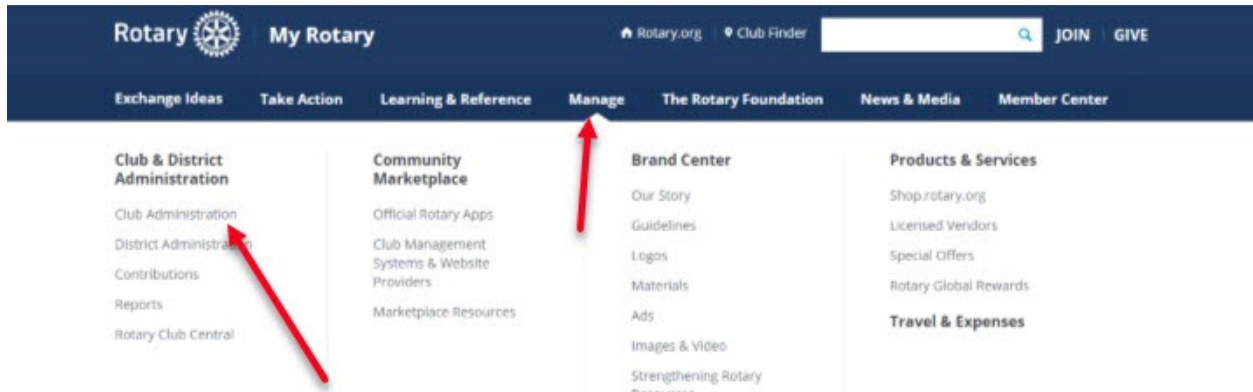 Rotary My Rotary Rotary.org Club Finder JOIN GIVE
Exchange Ideas Take Action Learning & Reference Manage The Rotary Foundation News & Media Member Center
Club & District
Administration
Club Administration
District Administration
Contributions
Reports
Rotary Club Central
Community
Marketplace
Official Rotary Apps
Club Management
Systems & Website
Providers
Marketplace Resources
Brand Center
Our Story
Guidelines
Logos
Materials
Ads
Images & Video
Strengthening Rotary
Products & Services
Shop.rotary.org
Licensed Vendors
Special Offers
Rotary Global Rewards
Travel & Expenses